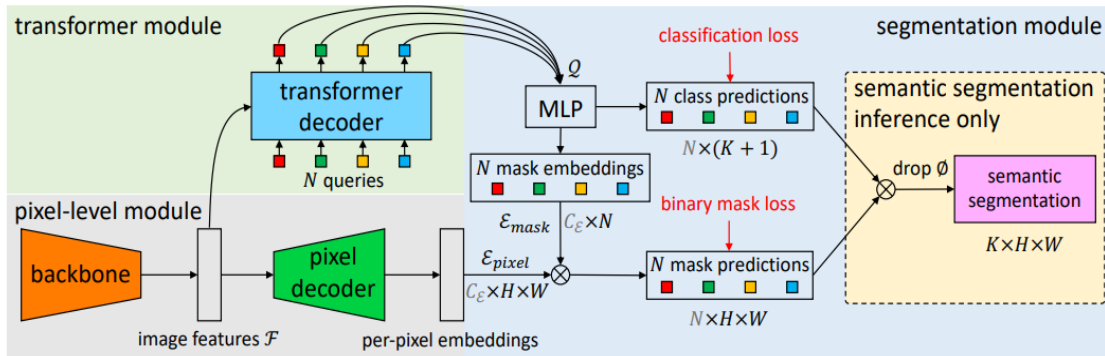 transformer module
segmentation module
classification loss
Q
transformer
decoder
MLP
N class predictions
N×(K + 1)
semantic segmentation
inference only
N queries
N mask embeddings
drop ∅
semantic
segmentation
K×H×W
pixel-level module
ℰmask
Cℰ×N
binary mask loss
backbone
pixel
decoder
ℰpixel
Cℰ×H×W
N mask predictions
N×H×W
image features ℱ
per-pixel embeddings